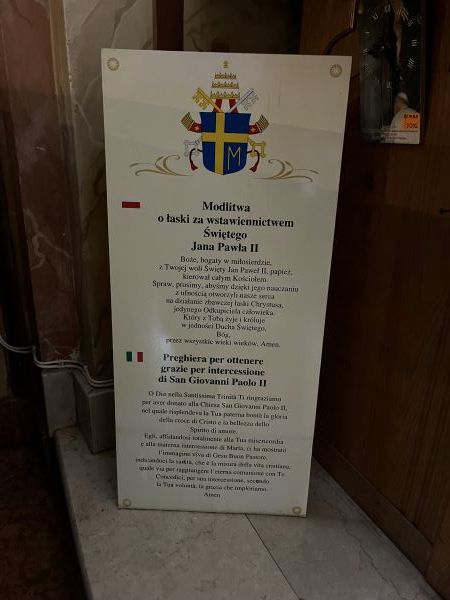 M
Modlitwa
o łaski za wstawiennictwem
Świętego
Jana Pawła II
Boże, bogaty w miłosierdzie,
z Twojej woli Święty Jan Paweł II, papież,
kierował całym Kościołem.
Spraw, prosimy, abyśmy dzięki jego nauczaniu
z ufnością otworzyli nasze serca
na działanie zbawczej łaski Chrystusa,
jedynego Odkupiciela człowieka.
Który z Tobą żyje i króluje
w jedności Ducha Świętego,
Bóg,
przez wszystkie wieki wieków. Amen.
Preghiera per ottenere
grazie per intercessione
di San Giovanni Paolo II
O Dio nella Santissima Trinità Ti ringraziamo
per aver donato alla Chiesa San Giovanni Paolo II,
nel quale risplendeva la Tua paterna bontà la gloria
della croce di Cristo e la bellezza dello
Spirito di amore.
Egli, affidandosi totalmente alla Tua misericordia
e alla materna intercessione di Maria, ci ha mostrato
l'immagine viva di Gesù Buon Pastore,
indicandoci la santità, che è la misura della vita cristiana,
quale via per raggiungere l'eterna comunione con Te.
Concedici, per sua intercessione, secondo
la Tua volontà, la grazia che imploriamo.
Amen